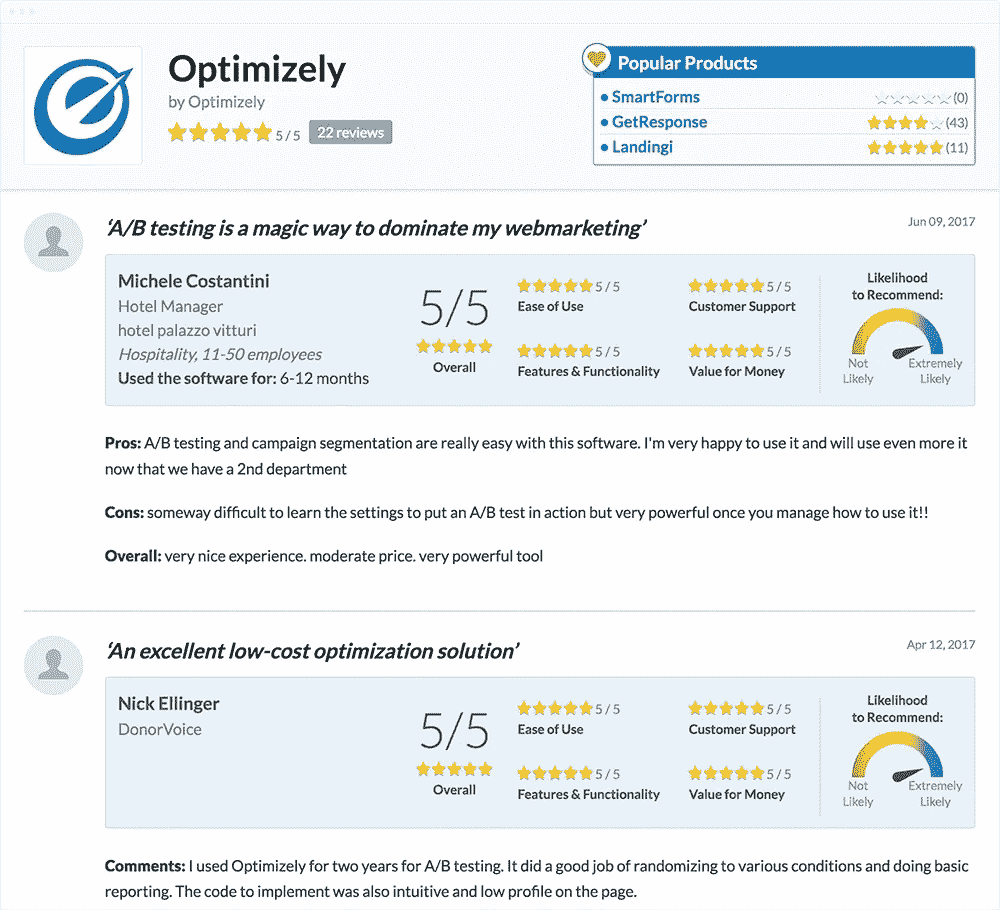 Optimizely
by Optimizely
5 / 5 22 reviews
Popular Products
• SmartForms (0)
• GetResponse (43)
• Landingi (11)
‘A/B testing is a magic way to dominate my webmarketing’
Jun 09, 2017
Michele Costantini
Hotel Manager
hotel palazzo vitturi
Hospitality, 11-50 employees
Used the software for: 6-12 months
5/5
Overall
5 / 5
Ease of Use
5 / 5
Customer Support
5 / 5
Features & Functionality
5 / 5
Value for Money
Likelihood
to Recommend:
Not
Likely
Extremely
Likely
Pros: A/B testing and campaign segmentation are really easy with this software. I'm very happy to use it and will use even more it
now that we have a 2nd department
Cons: someway difficult to learn the settings to put an A/B test in action but very powerful once you manage how to use it!!
Overall: very nice experience. moderate price. very powerful tool
‘An excellent low-cost optimization solution’
Apr 12, 2017
Nick Ellinger
DonorVoice
5/5
Overall
5 / 5
Ease of Use
5 / 5
Customer Support
5 / 5
Features & Functionality
5 / 5
Value for Money
Likelihood
to Recommend:
Not
Likely
Extremely
Likely
Comments: I used Optimizely for two years for A/B testing. It did a good job of randomizing to various conditions and doing basic
reporting. The code to implement was also intuitive and low profile on the page.